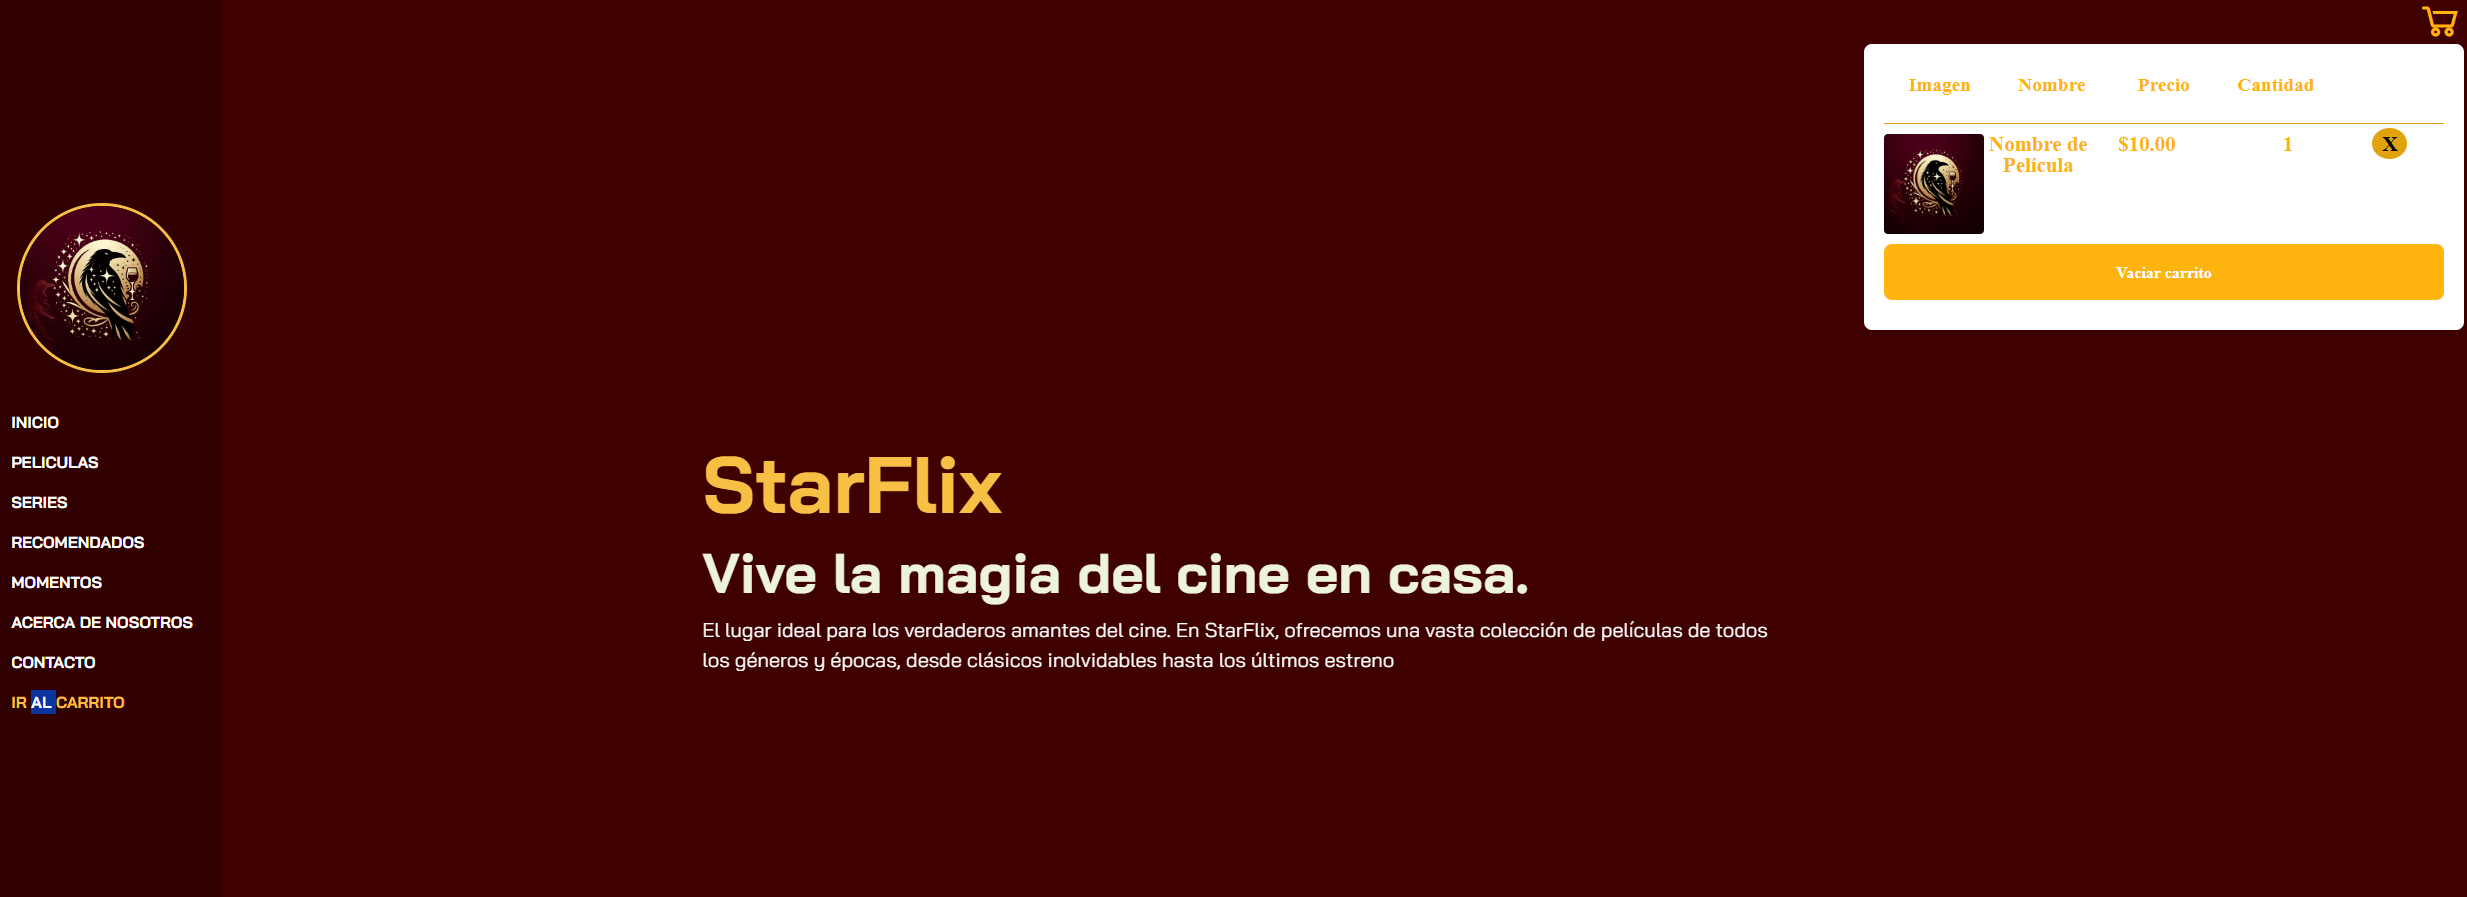 INICIO
PELICULAS
SERIES
RECOMENDADOS
MOMENTOS
ACERCA DE NOSOTROS
CONTACTO
IR AL CARRITO
StarFlix
Vive la magia del cine en casa.
El lugar ideal para los verdaderos amantes del cine. En StarFlix, ofrecemos una vasta colección de películas de todos
los géneros y épocas, desde clásicos inolvidables hasta los últimos estreno
Imagen Nombre Precio Cantidad
Nombre de $10.00 1 X
Película
Vaciar carrito